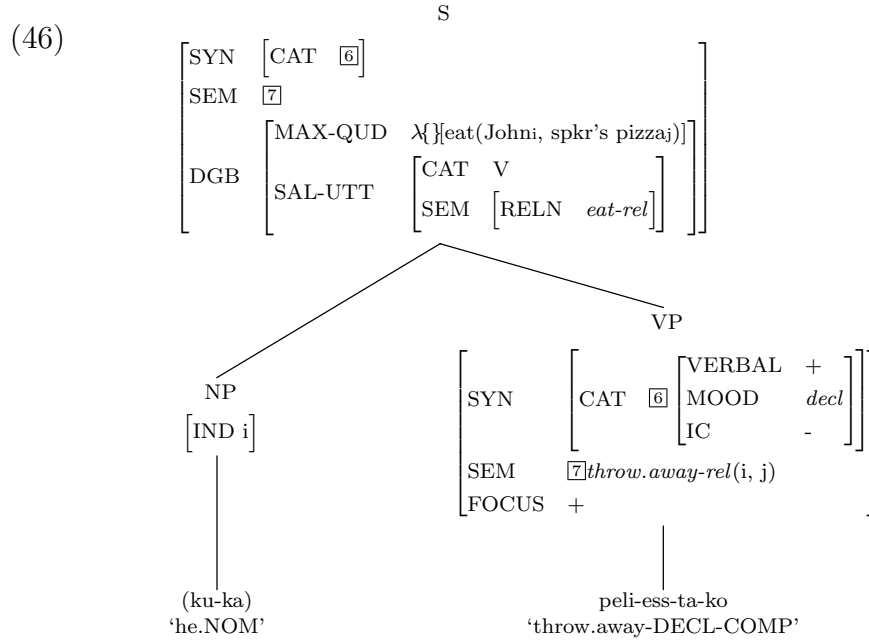 (46)
S
[SYN [CAT 6]]
[SEM 7]
[DGB [MAX-QUD λ{}[eat(Johni, spkr's pizzaj)]]
[SAL-UTT [CAT V]
[SEM [RELN eat-rel]]]]
NP
[IND i]
VP
[SYN [CAT 6 [VERBAL +]
[MOOD decl]
[IC -]]]
[SEM 7throw.away-rel(i, j)]
[FOCUS +]
(ku-ka)
‘he.NOM’
peli-ess-ta-ko
‘throw.away-DECL-COMP’